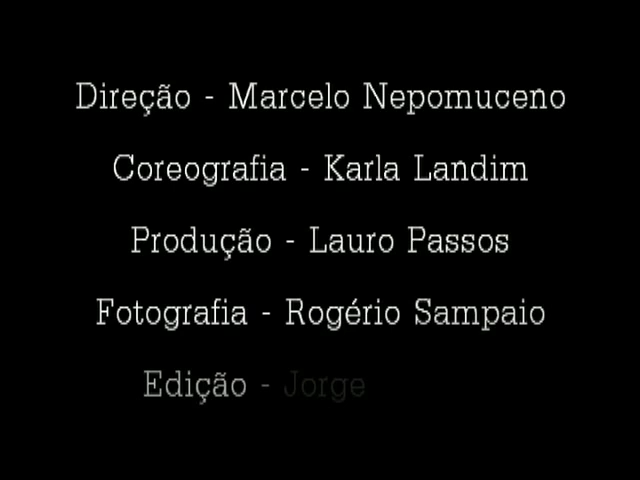 Direção - Marcelo Nepomuceno
Coreografia - Karla Landim
Produção - Lauro Passos
Fotografia - Rogério Sampaio
Edição - Jorge